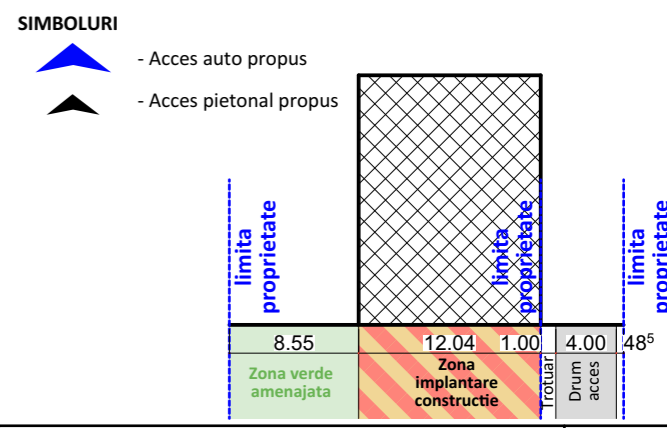 SIMBOLURI
- Acces auto propus
- Acces pietonal propus
limita
proprietate
limita
proprietate
limita
proprietate
8.55
12.04
1.00
4.00
48⁵
Zona verde
amenajata
Zona
implantare
constructie
Trotuar
Drum
acces